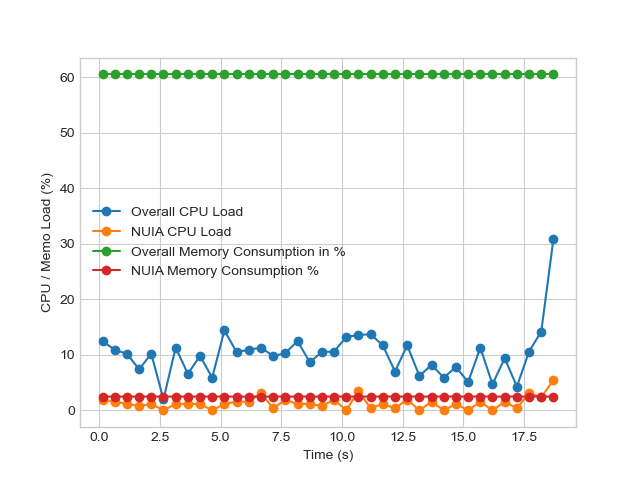 60
50
40
30
20
10
0
CPU / Memo Load (%)
Overall CPU Load
NUIA CPU Load
Overall Memory Consumption in %
NUIA Memory Consumption %
0.0 2.5 5.0 7.5 10.0 12.5 15.0 17.5
Time (s)